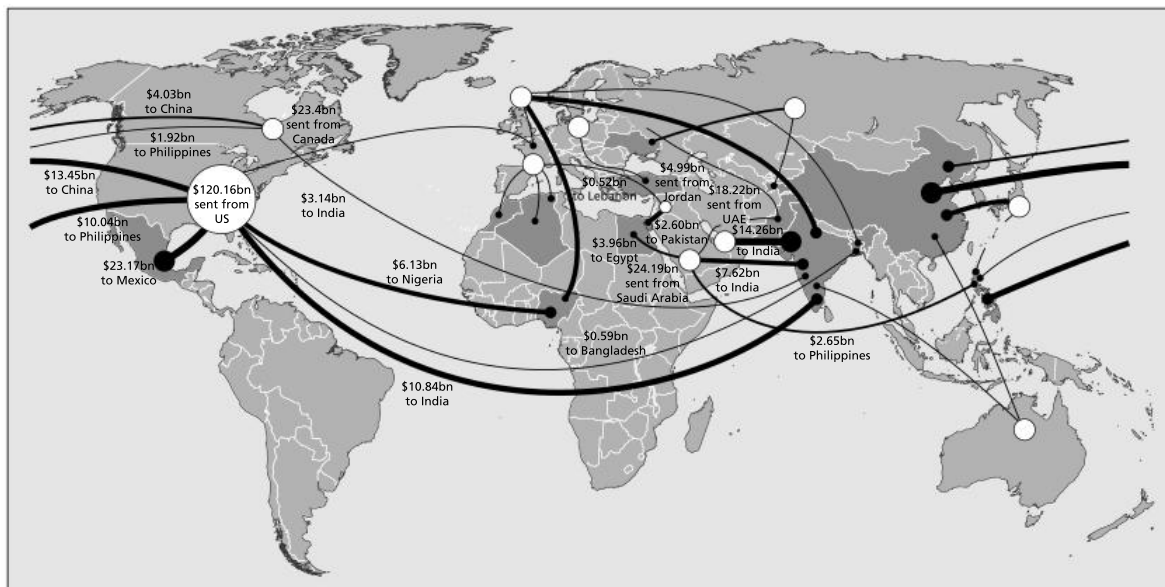 $4.03bn
to China
$23.4bn
sent from
Canada
$1.92bn
to Philippines
$13.45bn
to China
$120.16bn
sent from
US
$10.04bn
to Philippines
$23.17bn
to Mexico
$3.14bn
to India
$6.13bn
to Nigeria
$10.84bn
to India
$0.52bn
to Lebanon
$4.99bn
sent from
Jordan
$18.22bn
sent from
UAE
$2.60bn
to Pakistan
$14.26bn
to India
$3.96bn
to Egypt
$24.19bn
sent from
Saudi Arabia
$7.62bn
to India
$0.59bn
to Bangladesh
$2.65bn
to Philippines